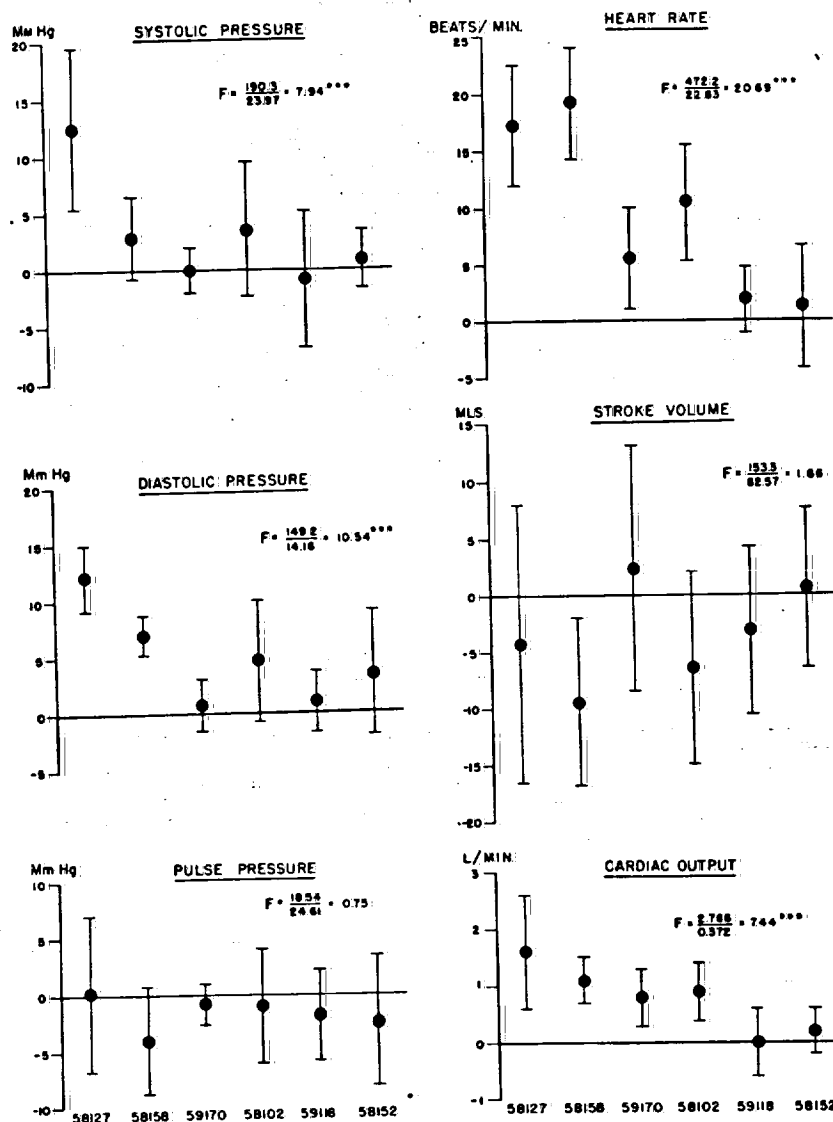 Mm Hg
SYSTOLIC PRESSURE
20
15
10
5
0
-5
-10
F = 190.3 / 23.97 = 7.94***
BEATS/MIN.
HEART RATE
25
20
15
10
5
0
-5
F = 472.2 / 22.83 = 20.69***
Mm Hg
DIASTOLIC PRESSURE
20
15
10
5
0
-5
F = 149.2 / 14.16 = 10.54***
MLS
STROKE VOLUME
15
10
5
0
-5
-10
-15
-20
F = 153.5 / 82.57 = 1.86
Mm Hg
PULSE PRESSURE
10
5
0
-5
-10
F = 18.54 / 24.61 = 0.75
58127 58158 59170 58102 59118 58152
L/MIN.
CARDIAC OUTPUT
3
2
1
0
-1
F = 2.766 / 0.372 = 7.44***
58127 58158 59170 58102 59118 58152